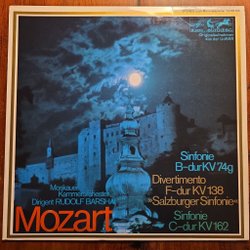 Sinfonie
B-dur KV 74g
Divertimento
F-dur KV 138
»Salzburger Sinfonie«
Sinfonie
C-dur KV 162
Moskauer
Kammerorchester
Dirigent RUDOLF BARSHAI
Mozart